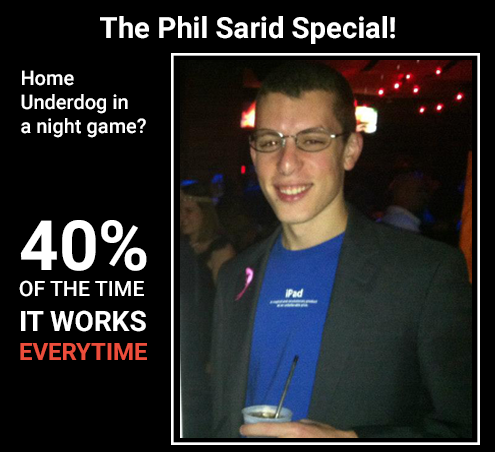 The Phil Sarid Special!
Home
Underdog in
a night game?
40%
OF THE TIME
IT WORKS
EVERYTIME
iPad